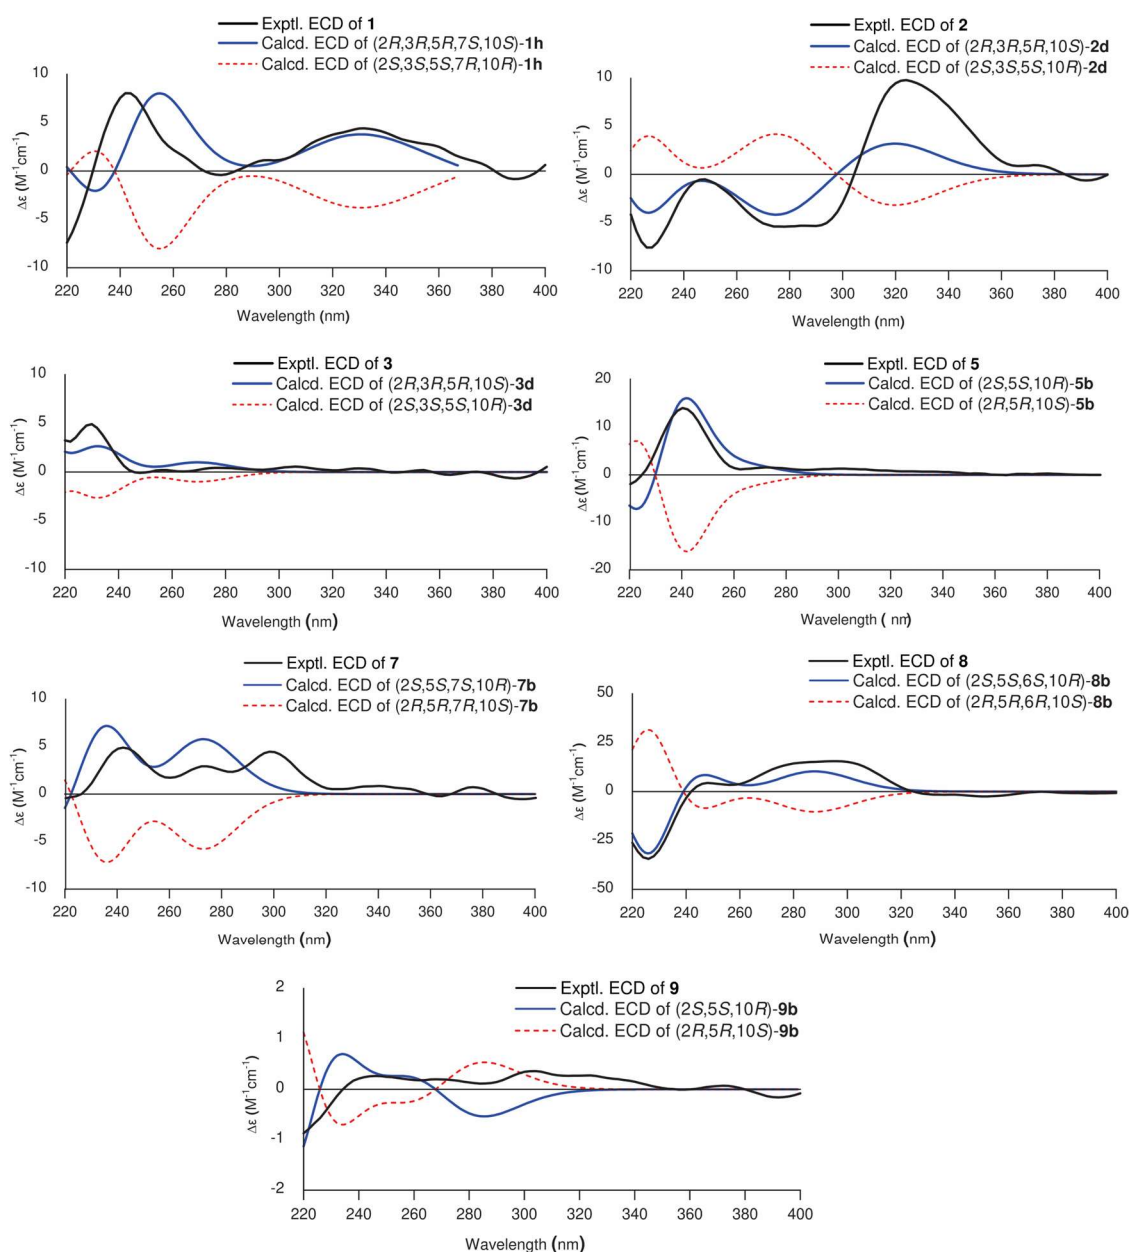 Exptl. ECD of 1
Calcd. ECD of (2R,3R,5R,7S,10S)-1h
Calcd. ECD of (2S,3S,5S,7R,10R)-1h
10
5
0
-5
-10
Δε (M⁻¹cm⁻¹)
220 240 260 280 300 320 340 360 380 400
Wavelength (nm)
Exptl. ECD of 2
Calcd. ECD of (2R,3R,5R,10S)-2d
Calcd. ECD of (2S,3S,5S,10R)-2d
10
5
0
-5
-10
Δε (M⁻¹cm⁻¹)
220 240 260 280 300 320 340 360 380 400
Wavelength (nm)
Exptl. ECD of 3
Calcd. ECD of (2R,3R,5R,10S)-3d
Calcd. ECD of (2S,3S,5S,10R)-3d
10
5
0
-5
-10
Δε (M⁻¹cm⁻¹)
220 240 260 280 300 320 340 360 380 400
Wavelength (nm)
Exptl. ECD of 5
Calcd. ECD of (2S,5S,10R)-5b
Calcd. ECD of (2R,5R,10S)-5b
20
10
0
-10
-20
Δε (M⁻¹cm⁻¹)
220 240 260 280 300 320 340 360 380 400
Wavelength ( nm)
Exptl. ECD of 7
Calcd. ECD of (2S,5S,7S,10R)-7b
Calcd. ECD of (2R,5R,7R,10S)-7b
10
5
0
-5
-10
Δε (M⁻¹cm⁻¹)
220 240 260 280 300 320 340 360 380 400
Wavelength (nm)
Exptl. ECD of 8
Calcd. ECD of (2S,5S,6S,10R)-8b
Calcd. ECD of (2R,5R,6R,10S)-8b
50
25
0
-25
-50
Δε (M⁻¹cm⁻¹)
220 240 260 280 300 320 340 360 380 400
Wavelength (nm)
Exptl. ECD of 9
Calcd. ECD of (2S,5S,10R)-9b
Calcd. ECD of (2R,5R,10S)-9b
2
1
0
-1
-2
Δε (M⁻¹cm⁻¹)
220 240 260 280 300 320 340 360 380 400
Wavelength (nm)